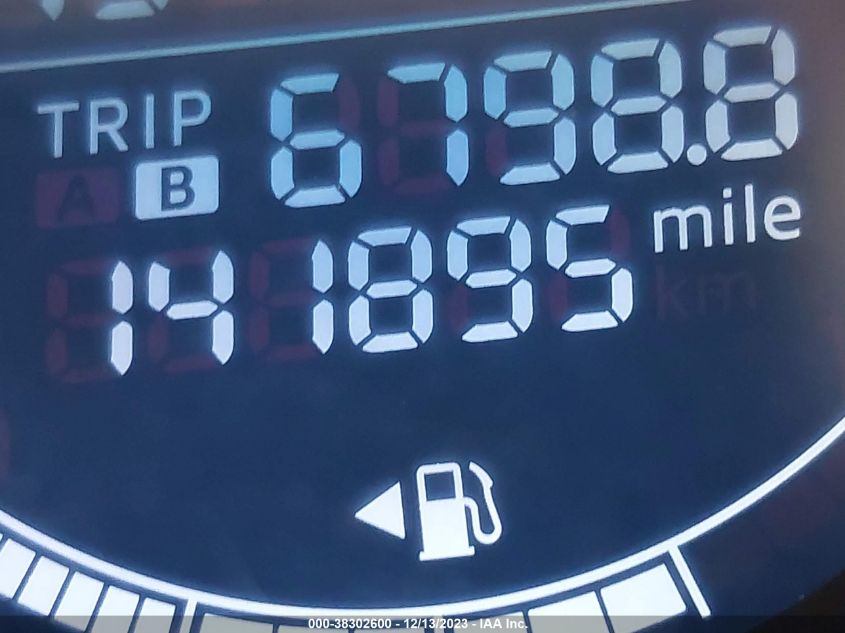 TRIP A B 6798.8
141895 mile km
000-38302600 - 12/13/2023 - IAA Inc.